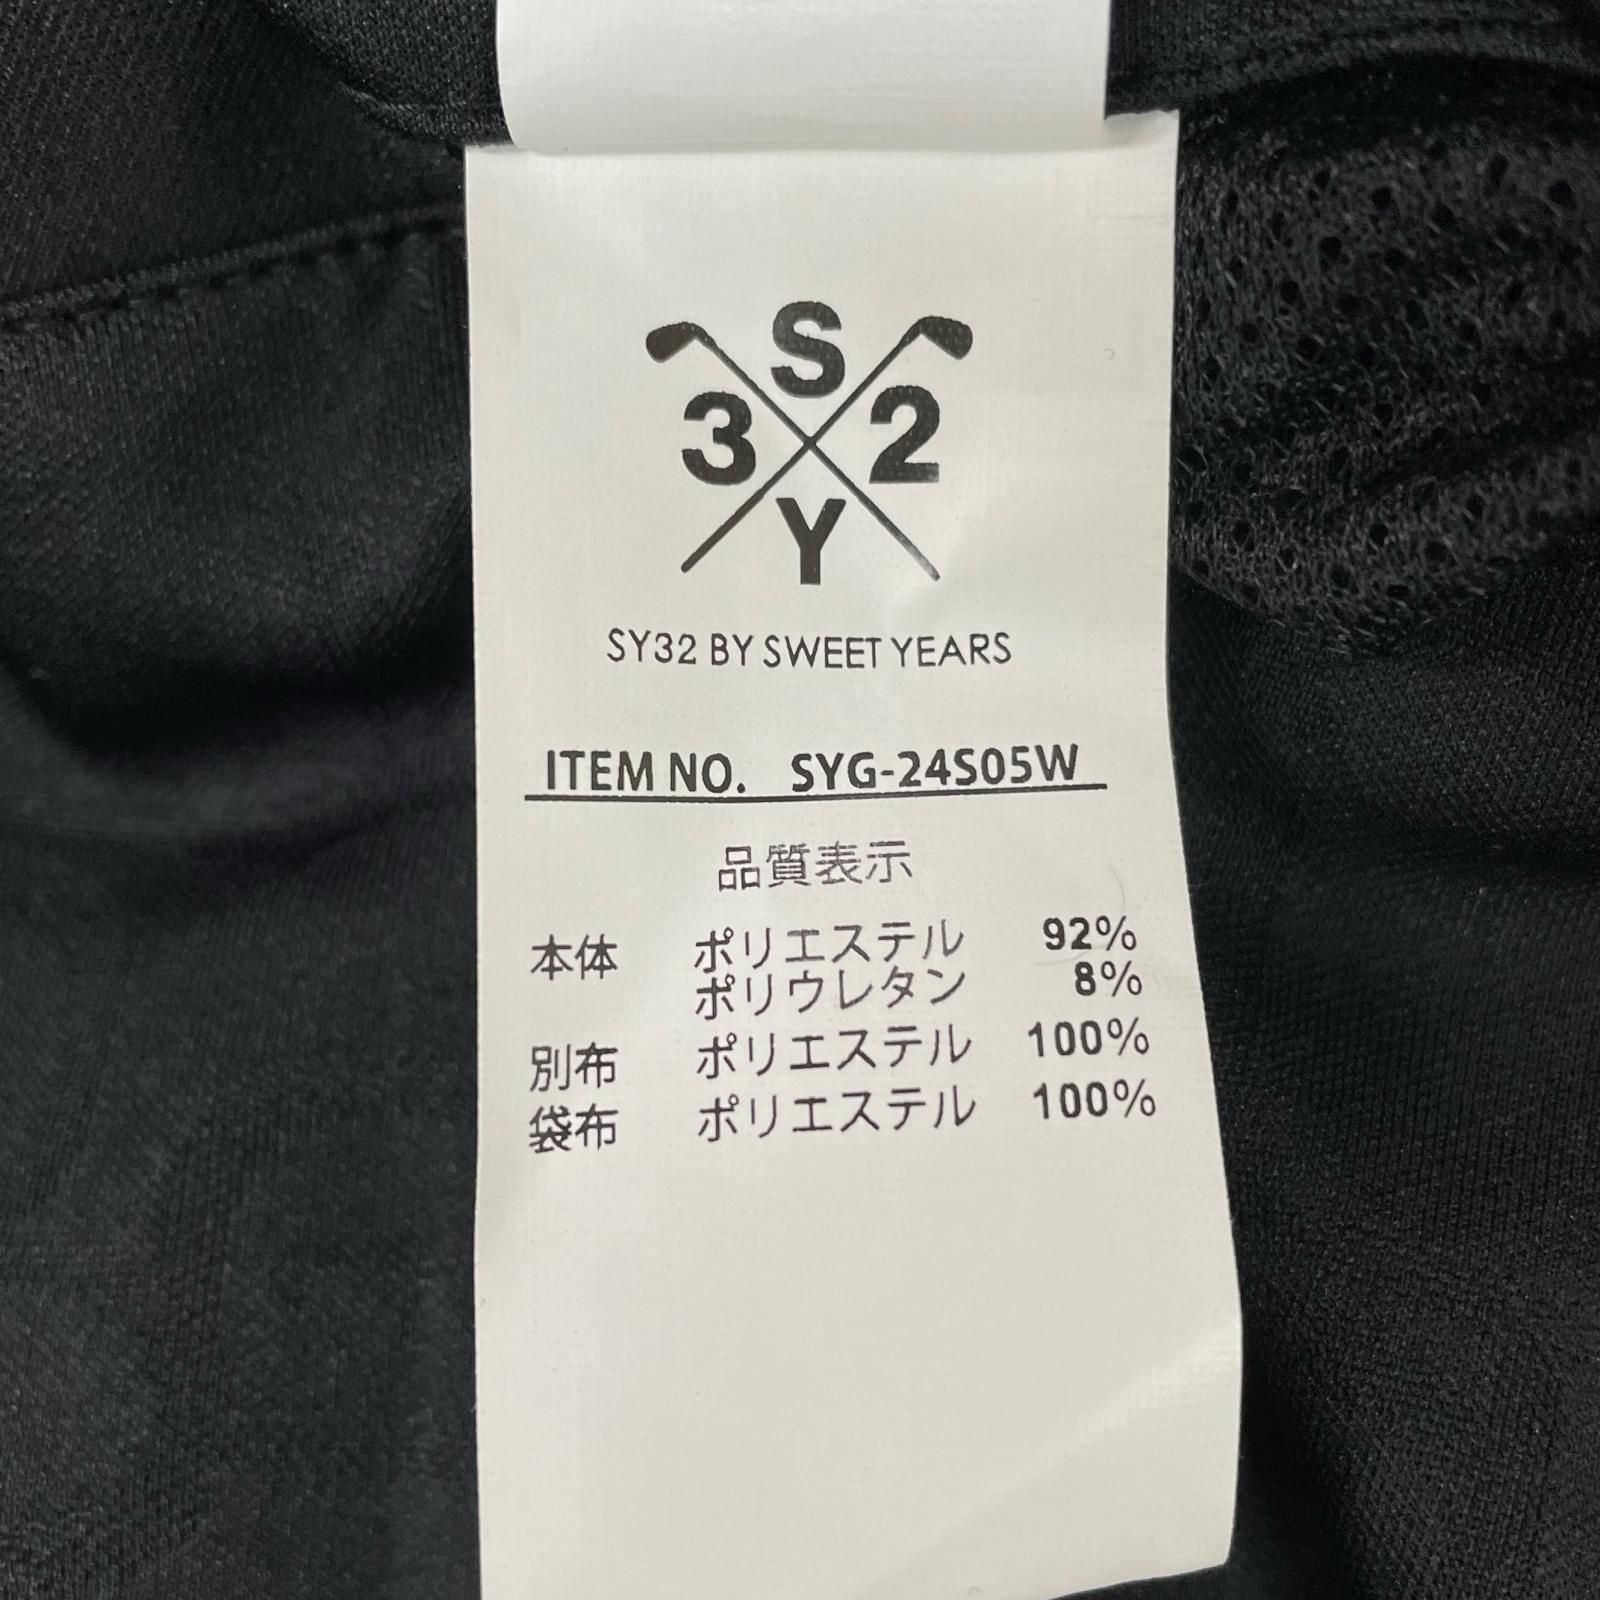 S
3 2
Y
SY32 BY SWEET YEARS
ITEM NO. SYG-24S05W
品質表示
本体 ポリエステル 92%
ポリウレタン 8%
別布 ポリエステル 100%
袋布 ポリエステル 100%